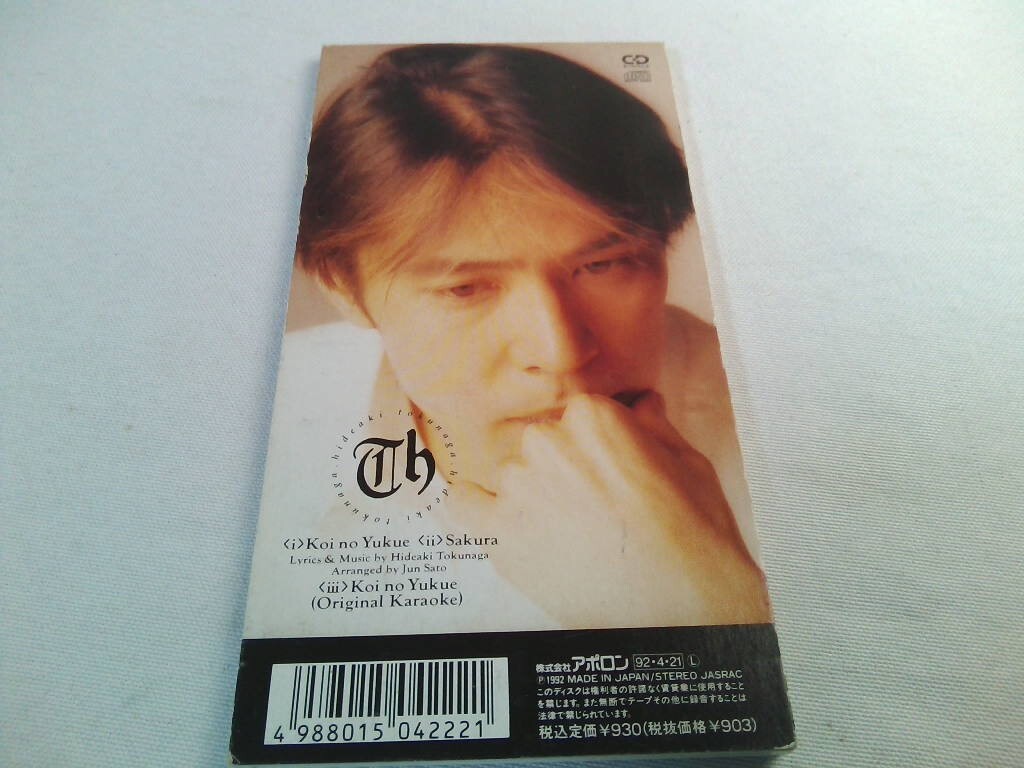 CD
hideaki tokunaga·hideaki tokunaga·
Th
〈i〉Koi no Yukue 〈ii〉Sakura
Lyrics & Music by Hideaki Tokunaga
Arranged by Jun Sato
〈iii〉Koi no Yukue
(Original Karaoke)
株式会社アポロン 92・4・21 Ⓛ
Ⓟ1992 MADE IN JAPAN/STEREO JASRAC
このディスクは権利者の許諾なく賃貸業に使用すること
を禁じます。また無断でテープその他に録音することは
法律で禁じられています。
税込定価¥930(税抜価格¥903)
4 988015 042221